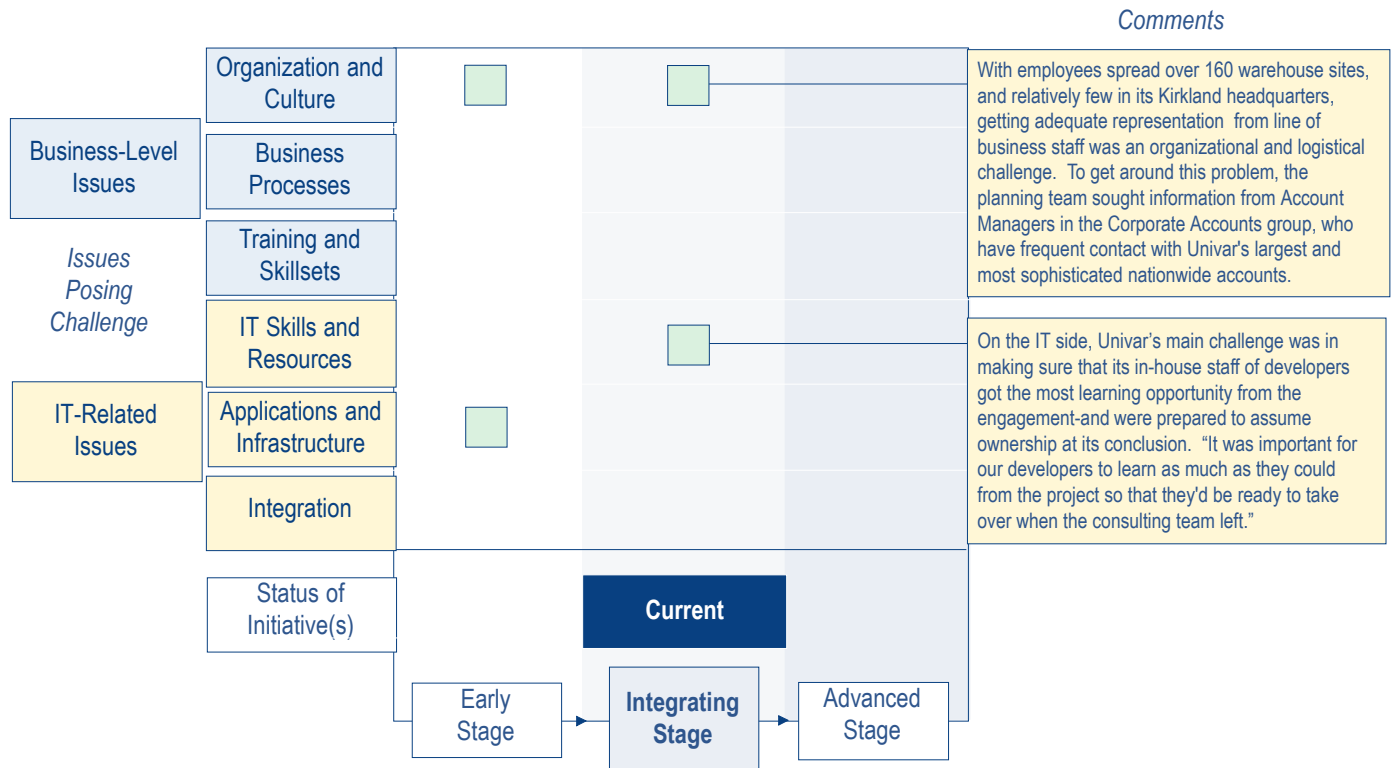 Comments
Organization and
Culture
With employees spread over 160 warehouse sites,
and relatively few in its Kirkland headquarters,
getting adequate representation  from line of
business staff was an organizational and logistical
challenge.  To get around this problem, the
planning team sought information from Account
Managers in the Corporate Accounts group, who
have frequent contact with Univar's largest and
most sophisticated nationwide accounts.
Business-Level
Issues
Business
Processes
Training and
Skillsets
Issues
Posing
Challenge
IT Skills and
Resources
On the IT side, Univar’s main challenge was in
making sure that its in-house staff of developers
got the most learning opportunity from the
engagement-and were prepared to assume
ownership at its conclusion.  “It was important for
our developers to learn as much as they could
from the project so that they'd be ready to take
over when the consulting team left.”
IT-Related
Issues
Applications and
Infrastructure
Integration
Status of
Initiative(s)
Current
Early
Stage
Integrating
Stage
Advanced
Stage